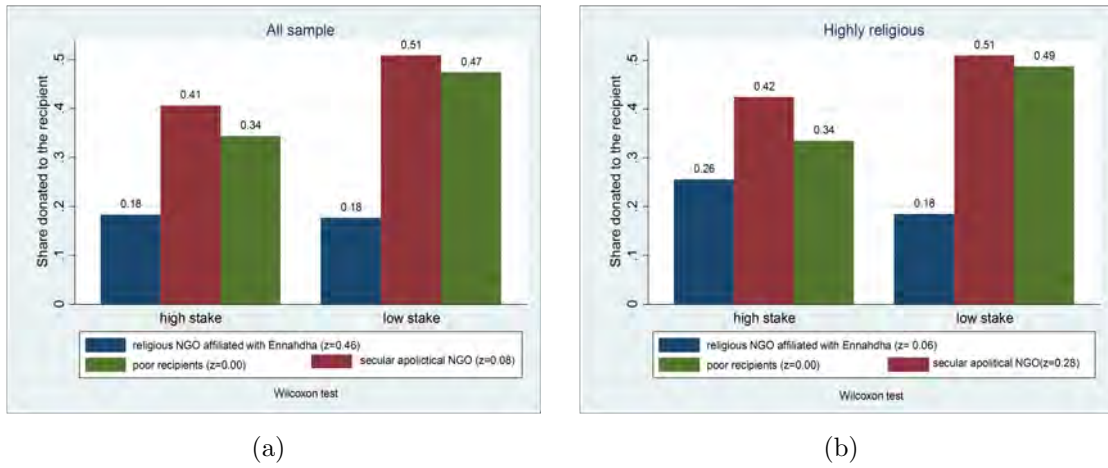 All sample
Share donated to the recipient
0 .1 .2 .3 .4 .5
0.18 0.41 0.34 0.18 0.51 0.47
high stake low stake
religious NGO affiliated with Ennahdha (z=0.46)
poor recipients (z=0.00) secular apolictical NGO(z=0.08)
Wilcoxon test
(a)
Highly religious
Share donated to the recipient
0 .1 .2 .3 .4 .5
0.26 0.42 0.34 0.18 0.51 0.49
high stake low stake
religious NGO affiliated with Ennahdha (z= 0.06)
poor recipients (z=0.00) secular apolitical NGO(z=0.28)
Wilcoxon test
(b)